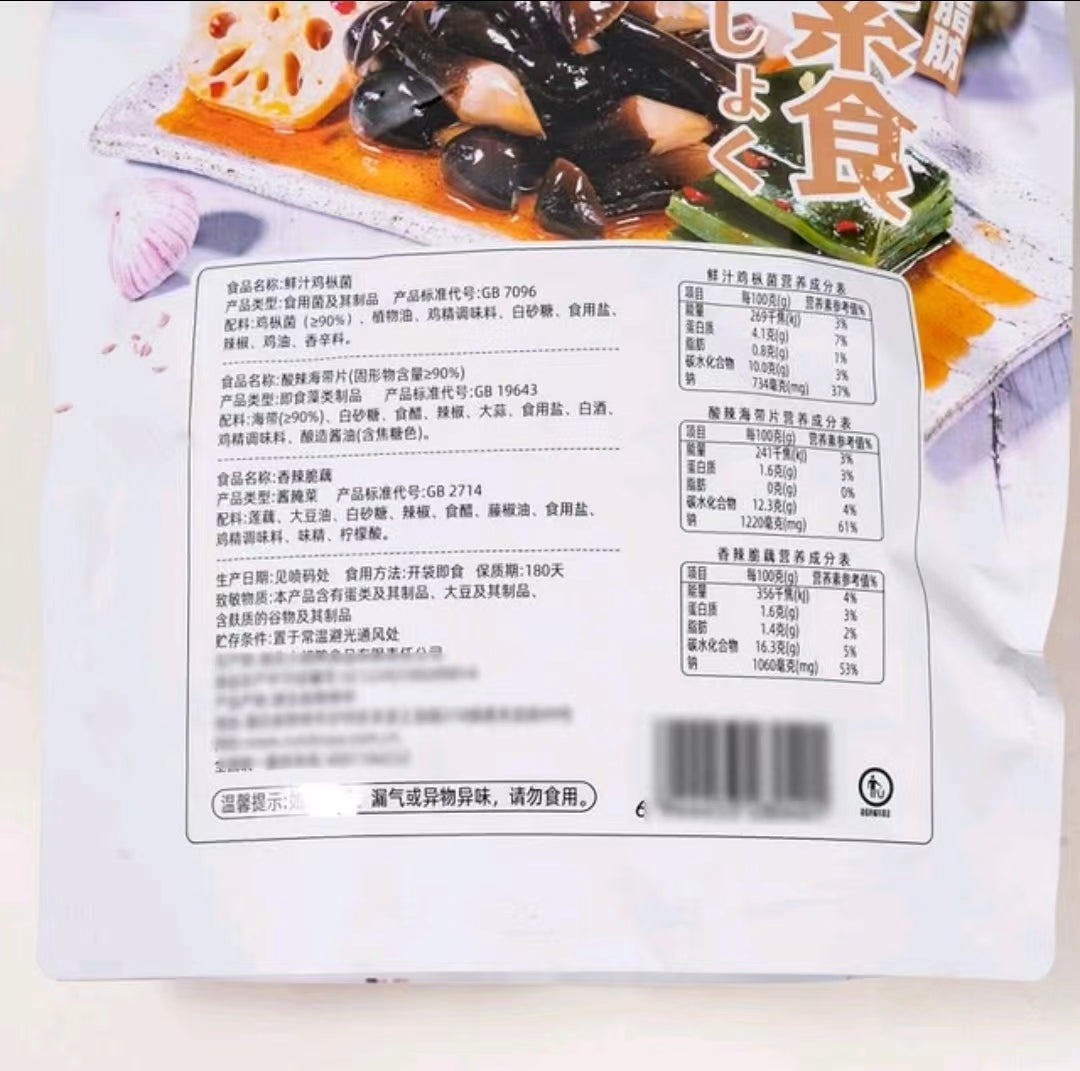 脂肪
素食
しょく
食品名称:鲜汁鸡枞菌
产品类型:食用菌及其制品 产品标准代号:GB 7096
配料:鸡枞菌(≥90%)、植物油、鸡精调味料、白砂糖、食用盐、
辣椒、鸡油、香辛料。
食品名称:酸辣海带片(固形物含量≥90%)
产品类型:即食藻类制品 产品标准代号:GB 19643
配料:海带(≥90%)、白砂糖、食醋、辣椒、大蒜、食用盐、白酒、
鸡精调味料、酿造酱油(含焦糖色)。
食品名称:香辣脆藕
产品类型:酱腌菜 产品标准代号:GB 2714
配料:莲藕、大豆油、白砂糖、辣椒、食醋、藤椒油、食用盐、
鸡精调味料、味精、柠檬酸。
生产日期:见喷码处 食用方法:开袋即食 保质期:180天
致敏物质:本产品含有蛋类及其制品、大豆及其制品、
含麸质的谷物及其制品
贮存条件:置于常温避光通风处
温馨提示:如 漏气或异物异味，请勿食用。
鲜汁鸡枞菌营养成分表
项目 每100克(g) 营养素参考值%
能量 269千焦(kJ) 3%
蛋白质 4.1克(g) 7%
脂肪 0.8克(g) 1%
碳水化合物 10.0克(g) 3%
钠 734毫克(mg) 37%
酸辣海带片营养成分表
项目 每100克(g) 营养素参考值%
能量 241千焦(kJ) 3%
蛋白质 1.6克(g) 3%
脂肪 0克(g) 0%
碳水化合物 12.3克(g) 4%
钠 1220毫克(mg) 61%
香辣脆藕营养成分表
项目 每100克(g) 营养素参考值%
能量 356千焦(kJ) 4%
蛋白质 1.6克(g) 3%
脂肪 1.4克(g) 2%
碳水化合物 16.3克(g) 5%
钠 1060毫克(mg) 53%
6